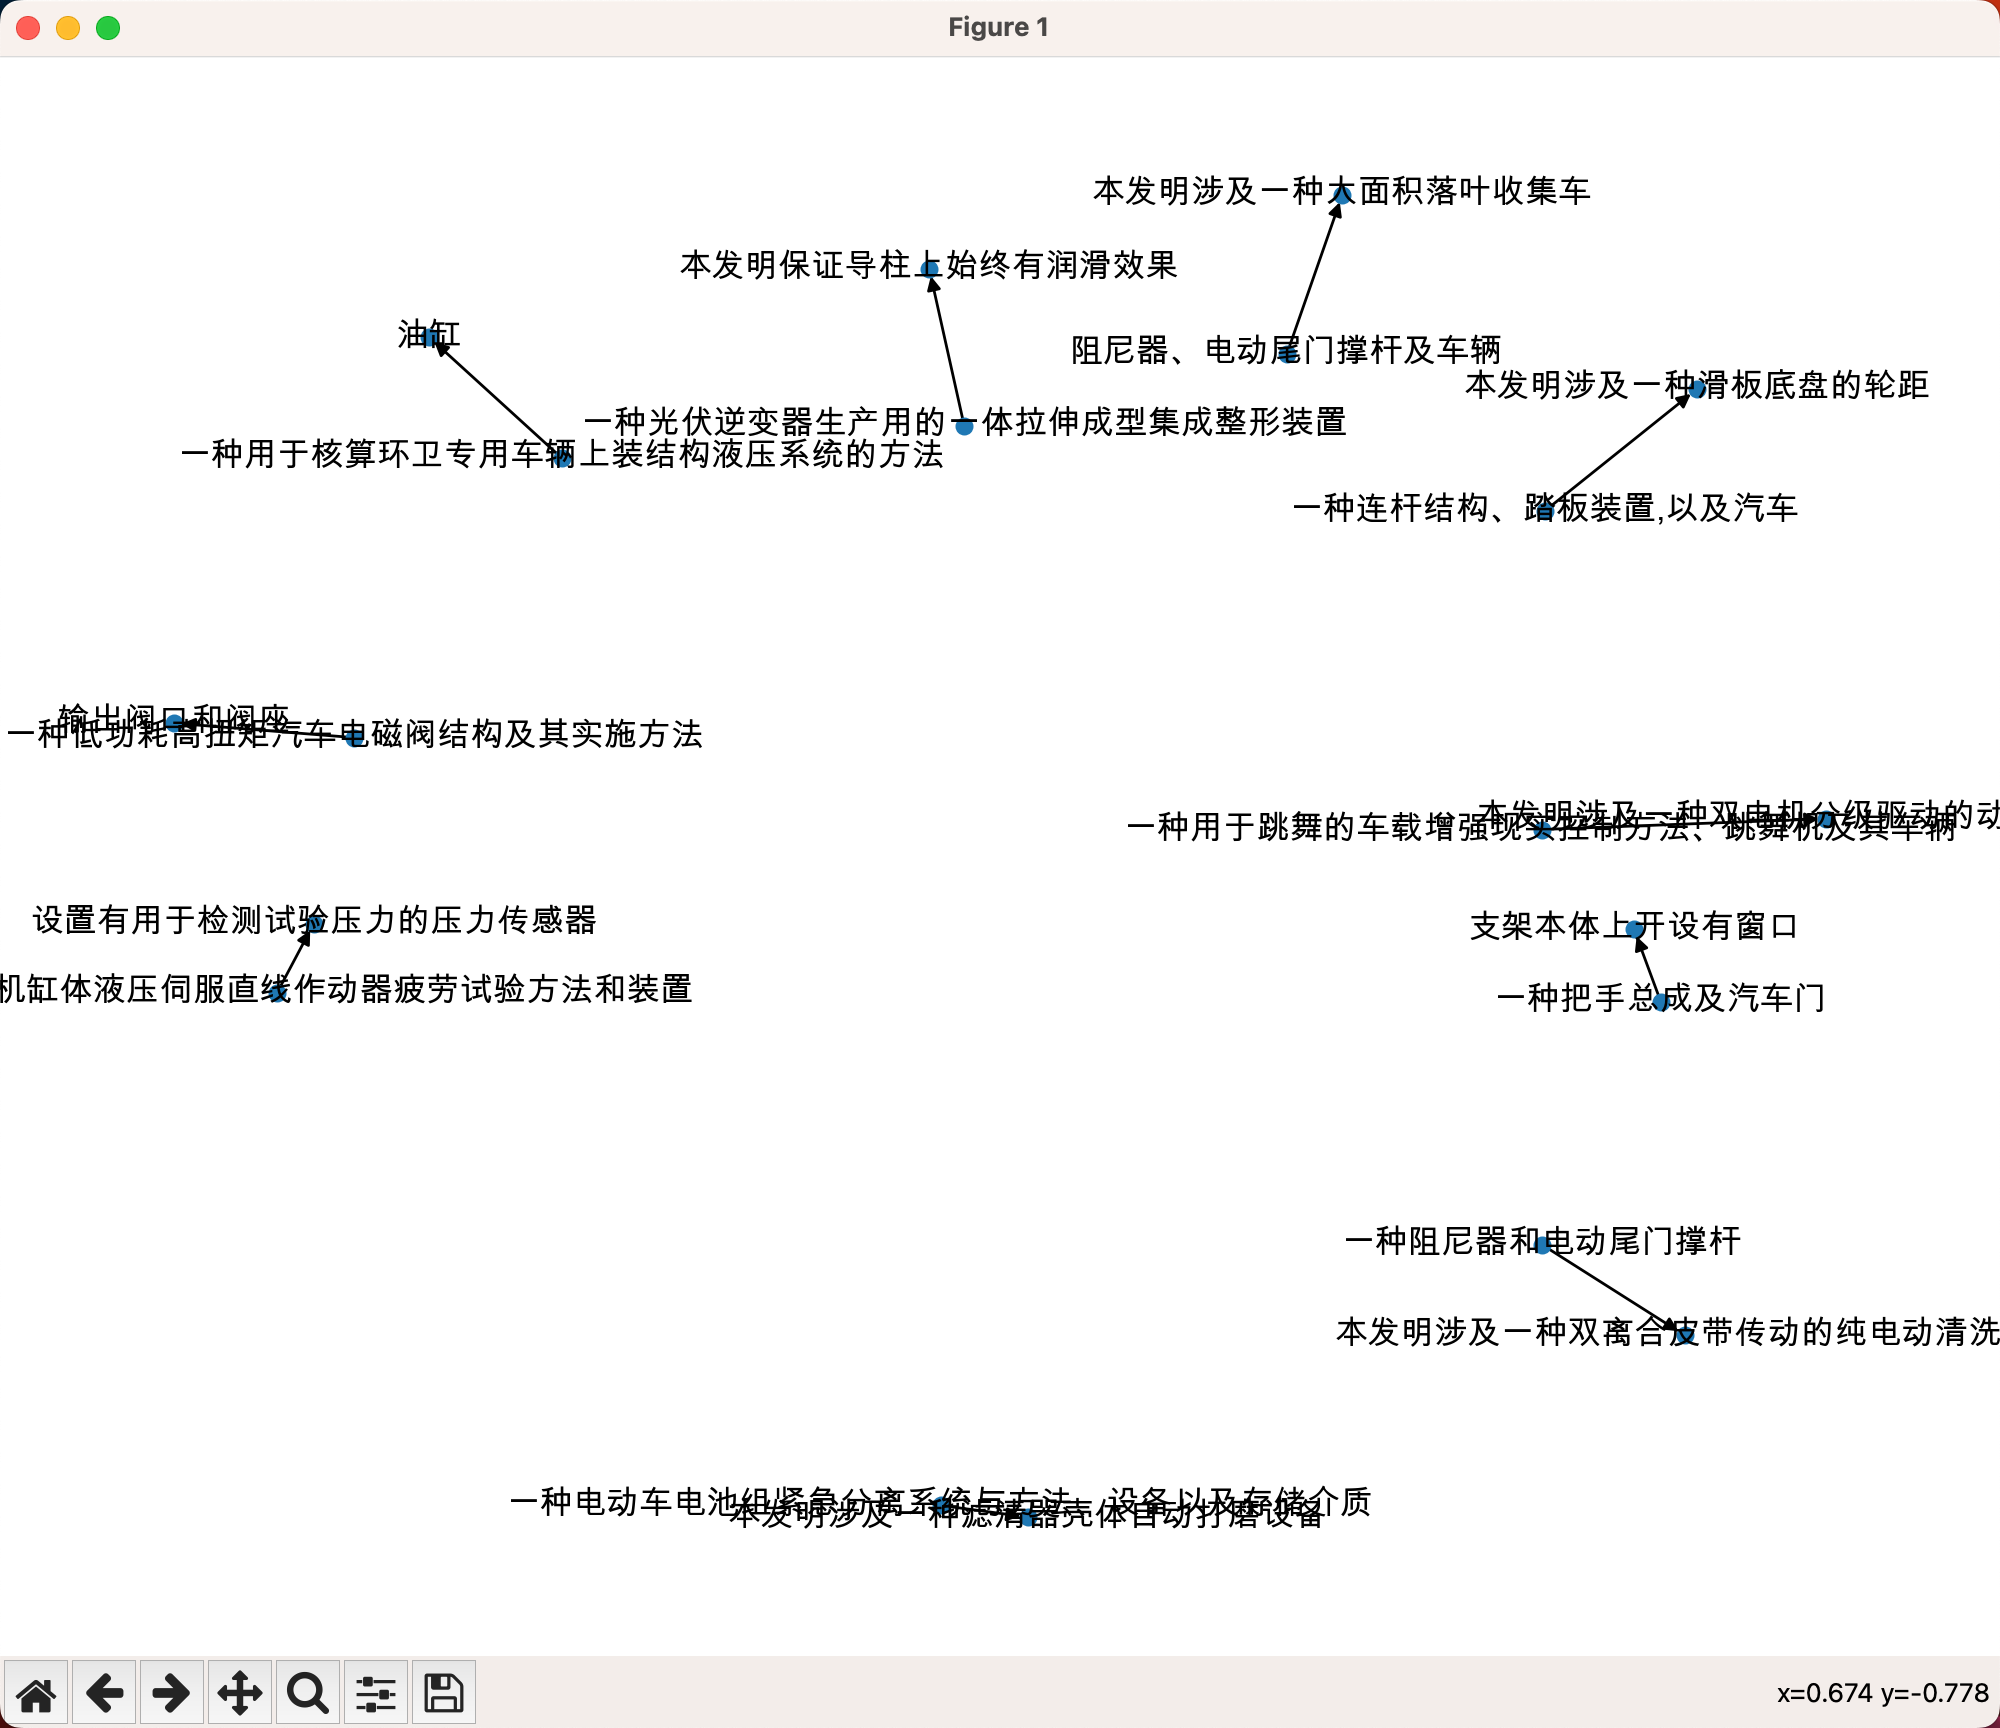 Figure 1
本发明涉及一种大面积落叶收集车
本发明保证导柱上始终有润滑效果
油缸
阻尼器、电动尾门撑杆及车辆
本发明涉及一种滑板底盘的轮距
一种光伏逆变器生产用的一体拉伸成型集成整形装置
一种用于核算环卫专用车辆上装结构液压系统的方法
一种连杆结构、踏板装置,以及汽车
输出阀口和阀座
一种低功耗高扭矩汽车电磁阀结构及其实施方法
本发明涉及一种双电机分级驱动的动
一种用于跳舞的车载增强现实控制方法、跳舞机及其车辆
设置有用于检测试验压力的压力传感器
支架本体上开设有窗口
机缸体液压伺服直线作动器疲劳试验方法和装置
一种把手总成及汽车门
一种阻尼器和电动尾门撑杆
本发明涉及一种双离合皮带传动的纯电动清洗
一种电动车电池组紧急分离系统与方法、设备以及存储介质
本发明涉及一种滤清器壳体自动打磨设备
x=0.674 y=-0.778